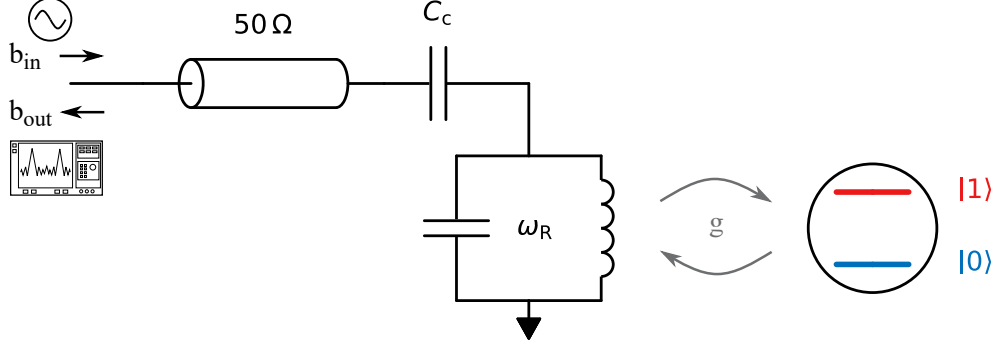 50 Ω
C_c
b_in
b_out
ω_R
g
|1⟩
|0⟩